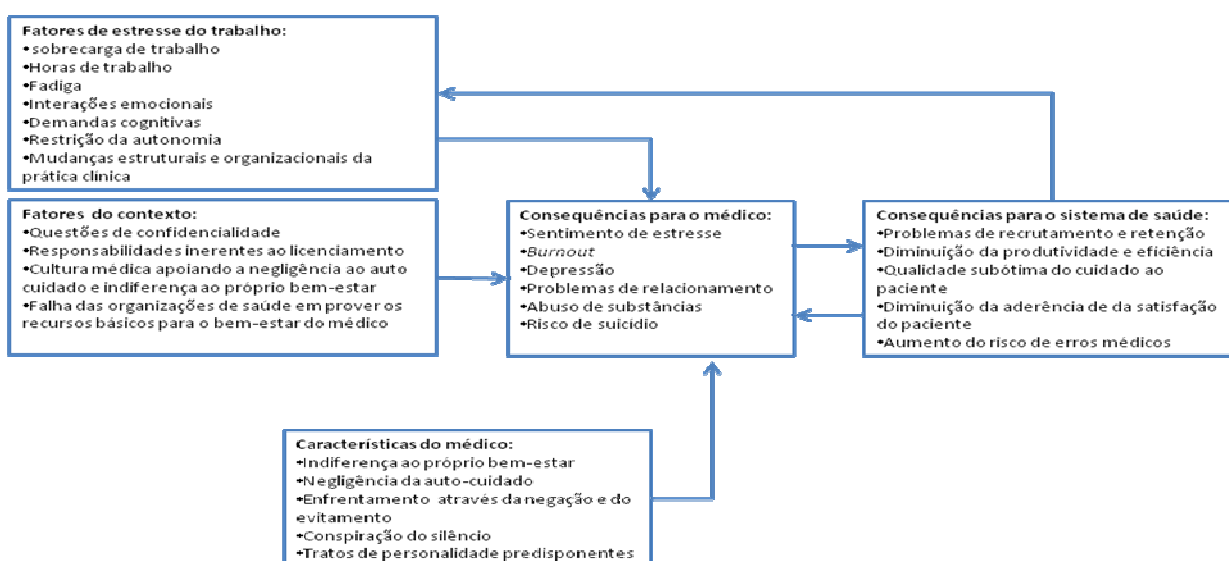 Fatores de estresse do trabalho:
•sobrecarga de trabalho
•Horas de trabalho
•Fadiga
•Interações emocionais
•Demandas cognitivas
•Restrição da autonomia
•Mudanças estruturais e organizacionais da
prática clínica
Fatores do contexto:
•Questões de confidencialidade
•Responsabilidades inerentes ao licenciamento
•Cultura médica apoiando a negligência ao auto
cuidado e indiferença ao próprio bem-estar
•Falha das organizações de saúde em prover os
recursos básicos para o bem-estar do médico
Consequências para o médico:
•Sentimento de estresse
•Burnout
•Depressão
•Problemas de relacionamento
•Abuso de substâncias
•Risco de suicídio
Consequências para o sistema de saúde:
•Problemas de recrutamento e retenção
•Diminuição da produtividade e eficiência
•Qualidade subótima do cuidado ao
paciente
•Diminuição da aderência de da satisfação
do paciente
•Aumento do risco de erros médicos
Características do médico:
•Indiferença ao próprio bem-estar
•Negligência da auto-cuidado
•Enfrentamento através da negação e do
evitamento
•Conspiração do silêncio
•Tratos de personalidade predisponentes